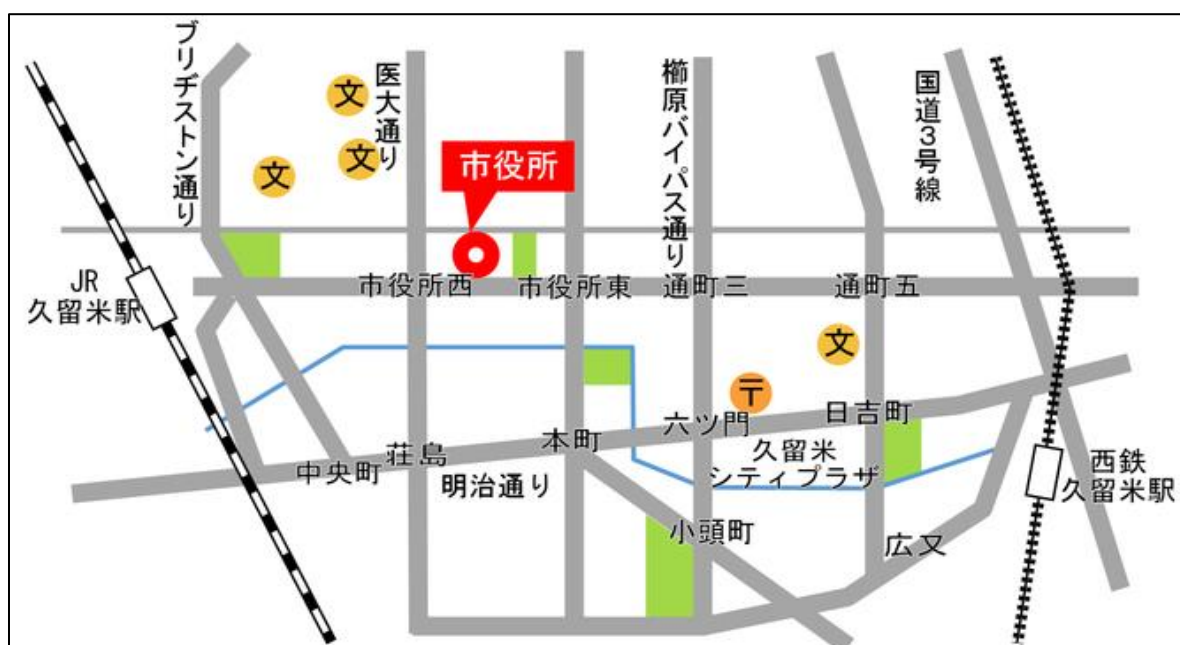 ブリヂストン通り
医大通り
櫛原バイパス通り
国道3号線
文
文
文
市役所
JR
久留米駅
市役所西
市役所東
通町三
通町五
文
〒
中央町
荘島
本町
六ツ門
日吉町
明治通り
久留米
シティプラザ
西鉄
久留米駅
小頭町
広又